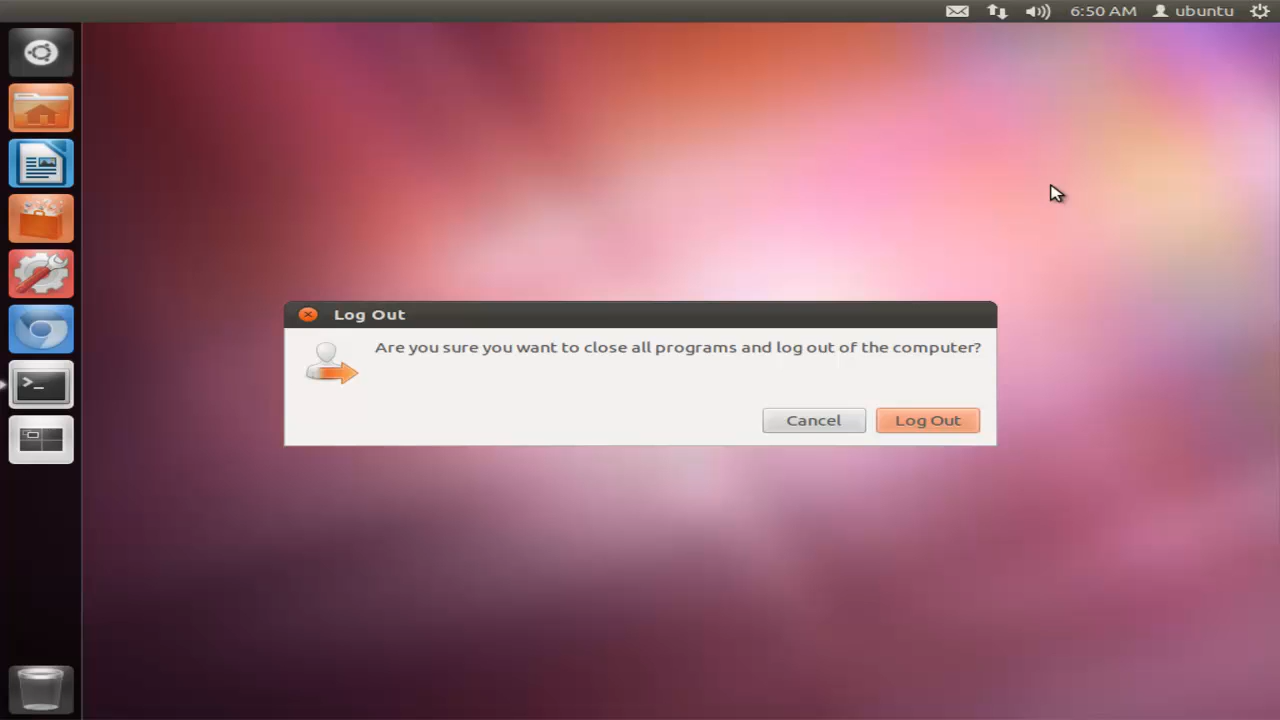 6:50 AM ubuntu
Log Out
Are you sure you want to close all programs and log out of the computer?
Cancel Log Out
>_